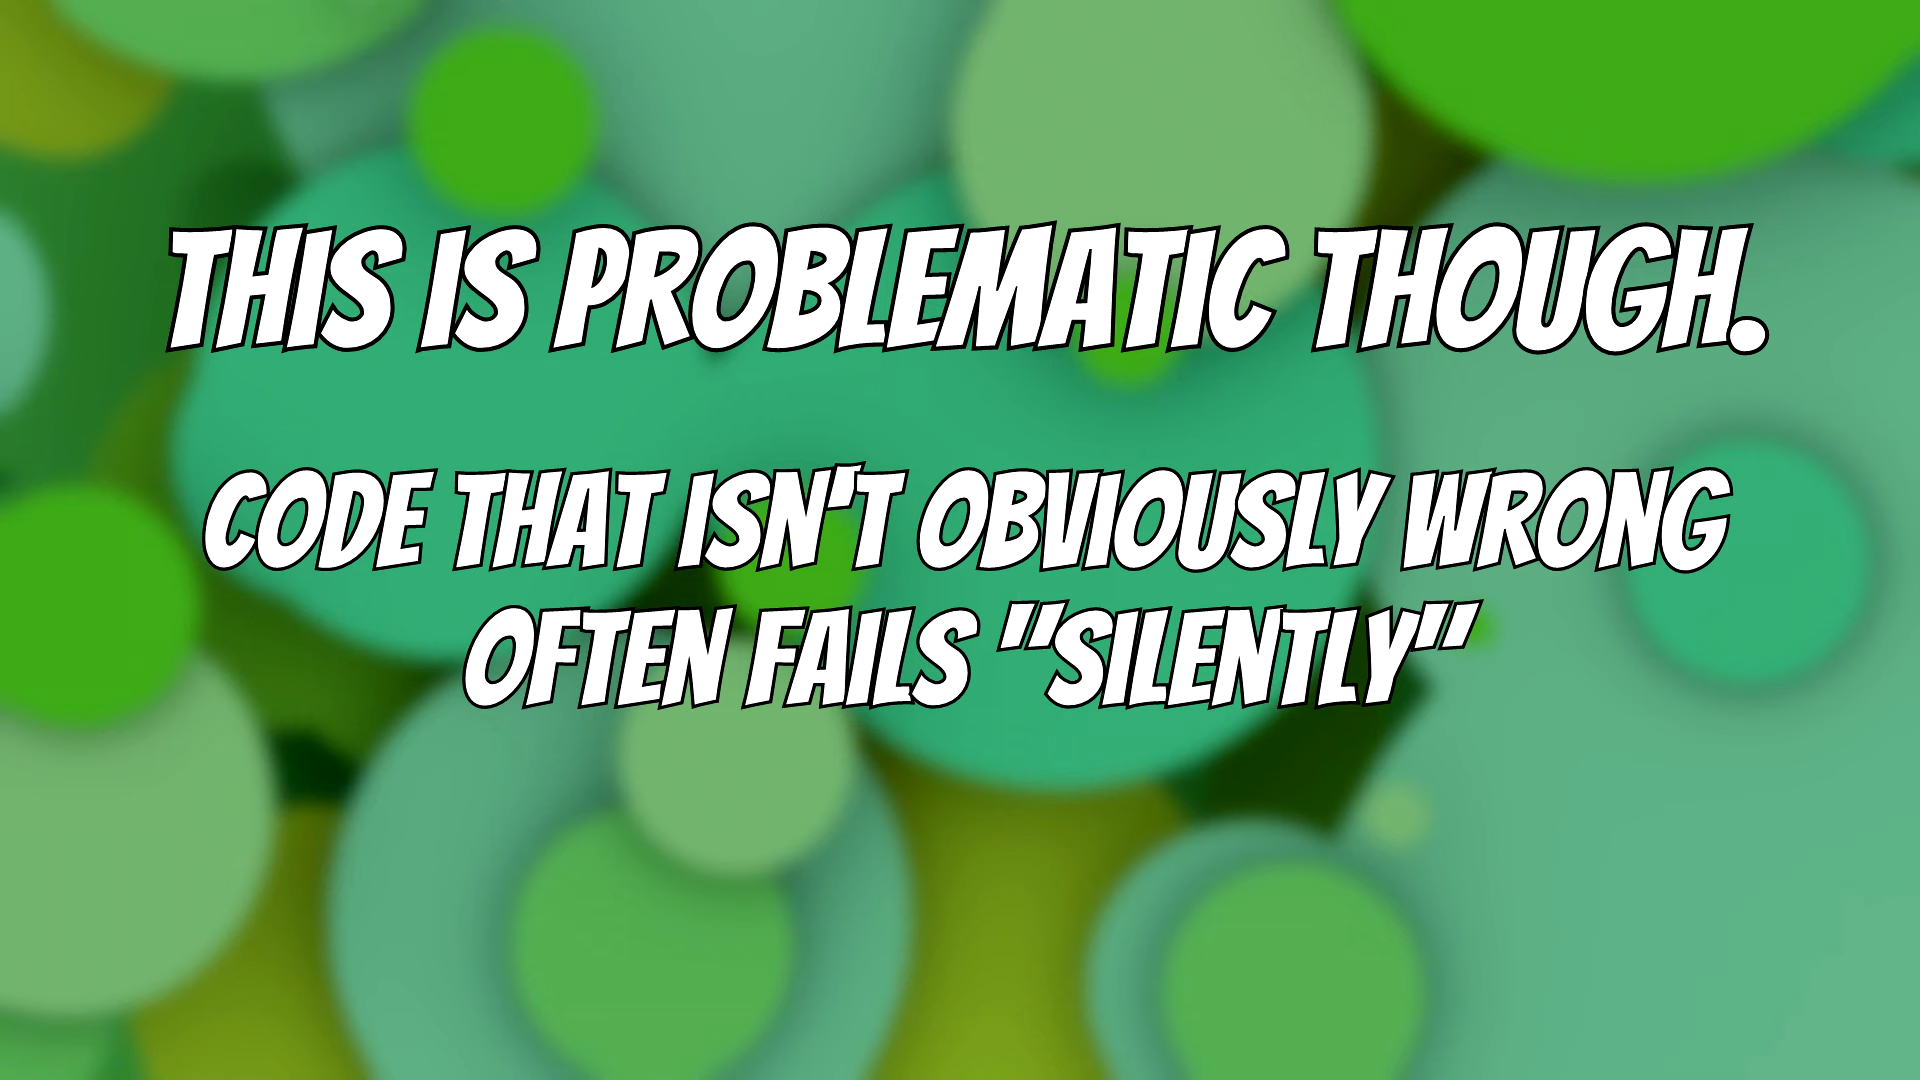 THIS IS PROBLEMATIC THOUGH.
CODE THAT ISN'T OBVIOUSLY WRONG
OFTEN FAILS "SILENTLY"